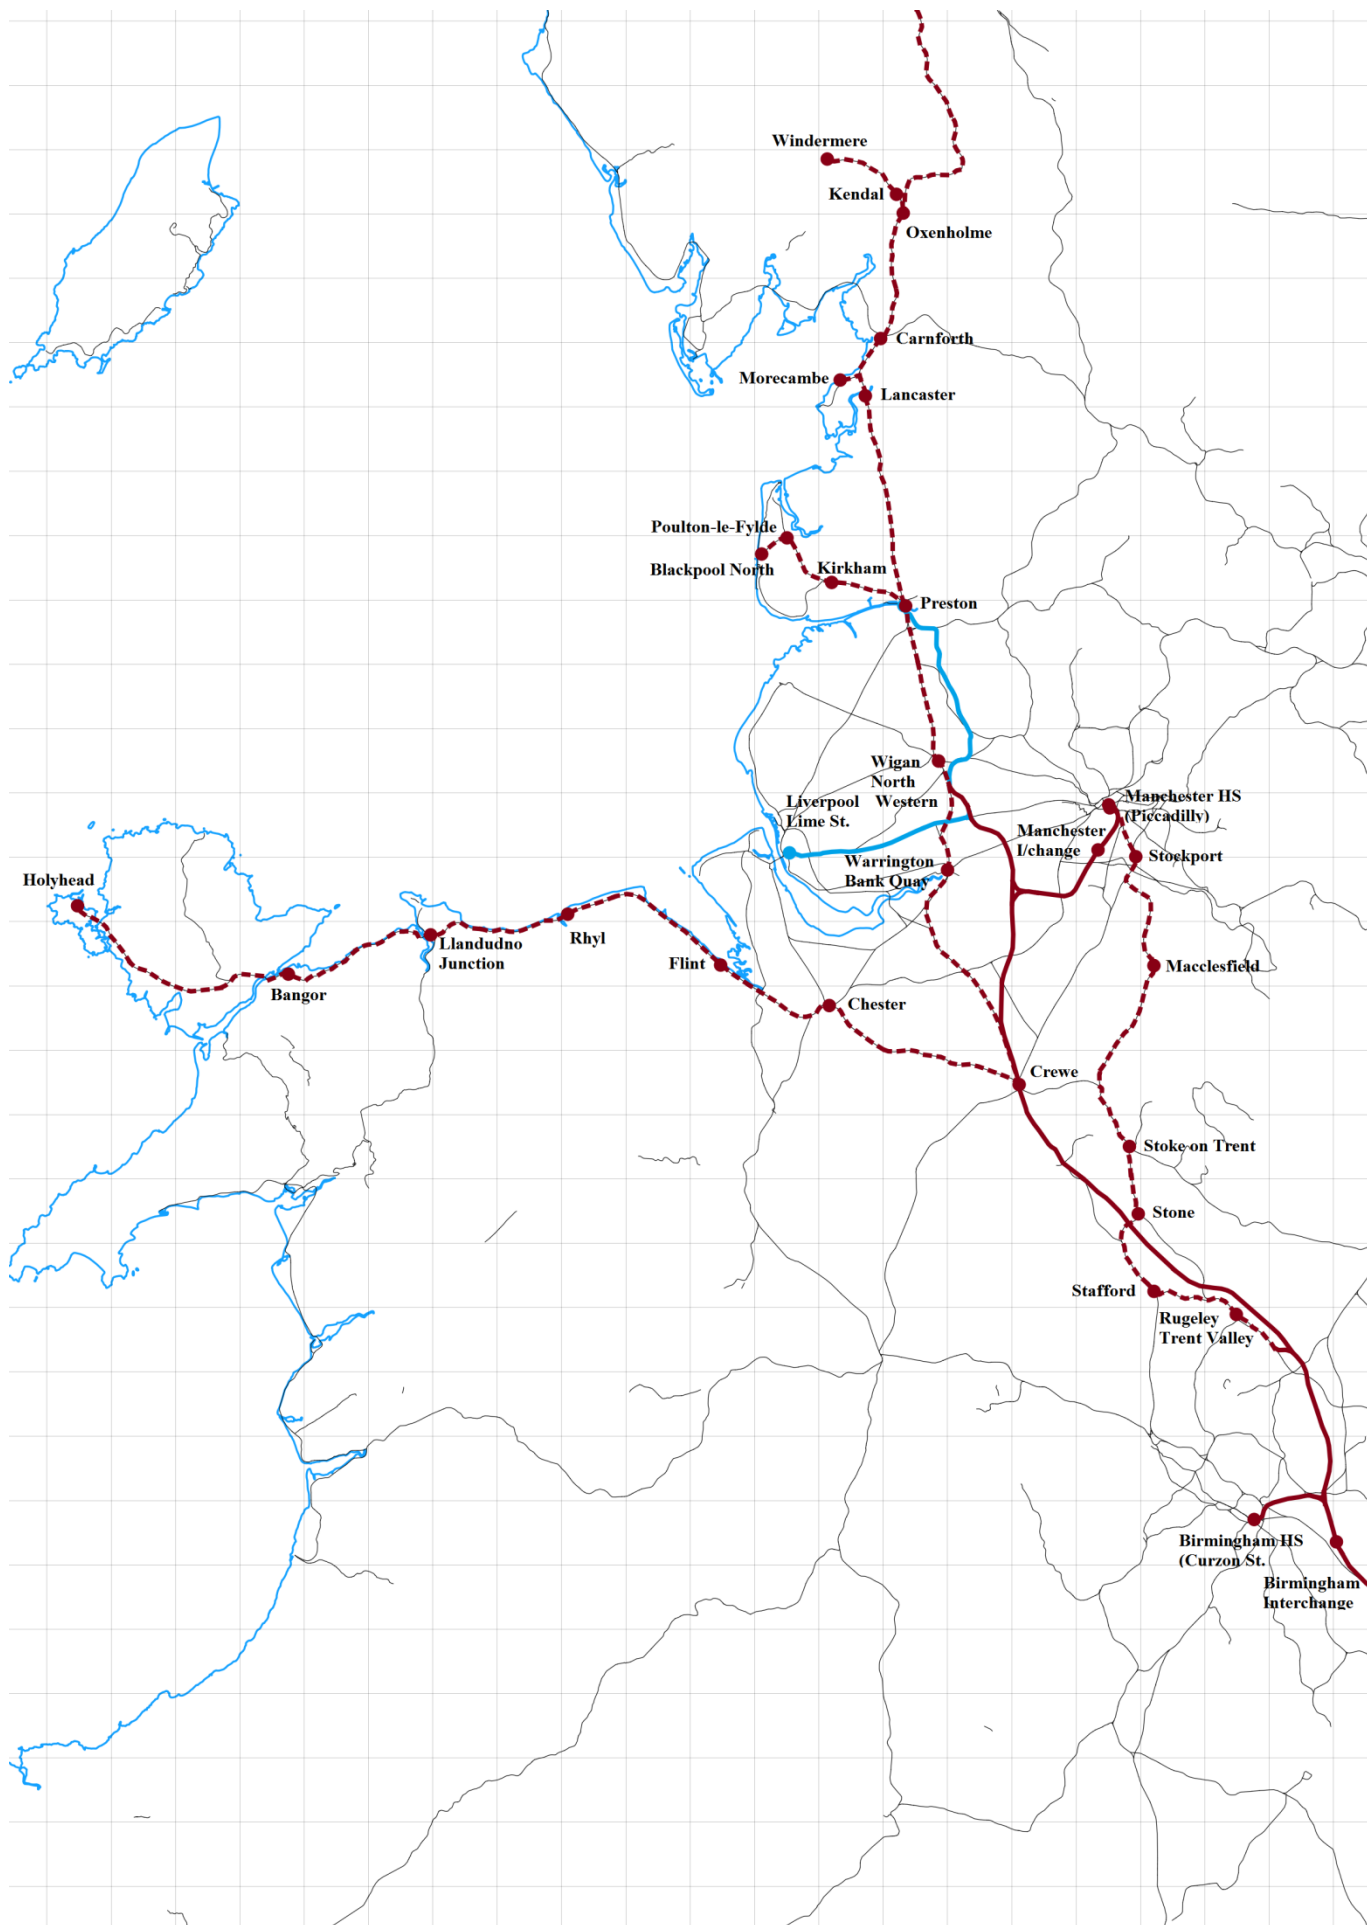 Windermere
Kendal
Oxenholme
Carnforth
Morecambe
Lancaster
Poulton-le-Fylde
Blackpool North
Kirkham
Preston
Wigan
North
Western
Liverpool
Lime St.
Manchester HS
(Piccadilly)
Manchester
I/change
Stockport
Warrington
Bank Quay
Holyhead
Llandudno
Junction
Rhyl
Flint
Macclesfield
Bangor
Chester
Crewe
Stoke on Trent
Stone
Stafford
Rugeley
Trent Valley
Birmingham HS
(Curzon St.
Birmingham
Interchange